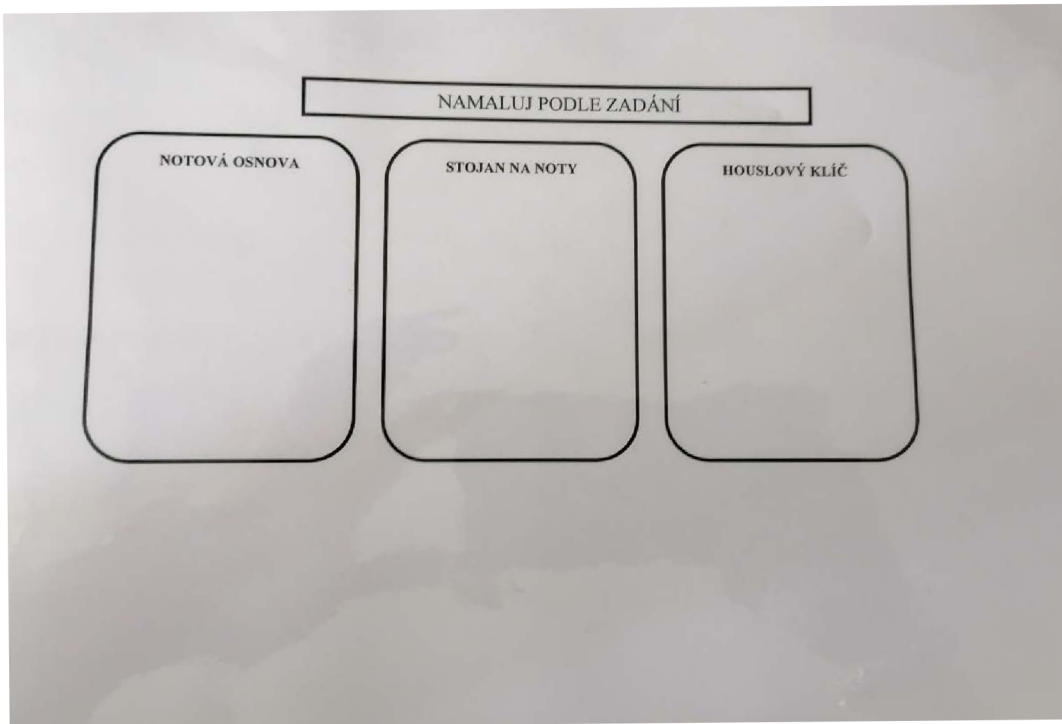 NAMALUJ PODLE ZADÁNÍ
NOTOVÁ OSNOVA
STOJAN NA NOTY
HOUSLOVÝ KLÍČ